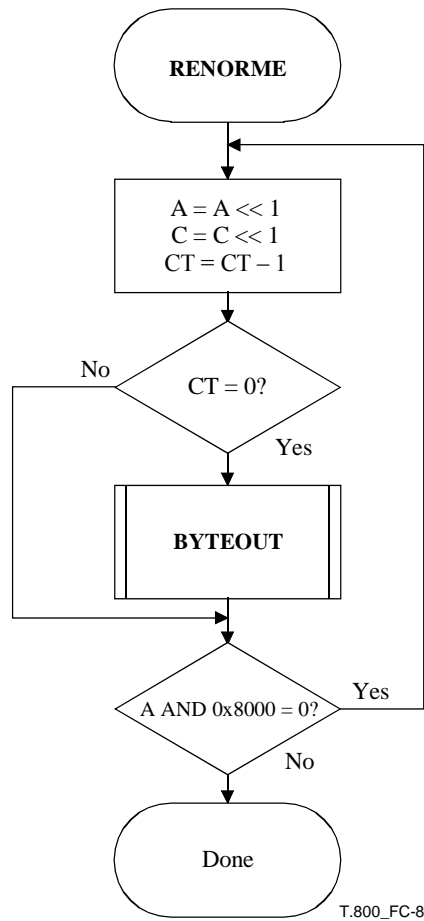 RENORME
A = A << 1
C = C << 1
CT = CT – 1
No
CT = 0?
Yes
BYTEOUT
A AND 0x8000 = 0?
Yes
No
Done
T.800_FC-8